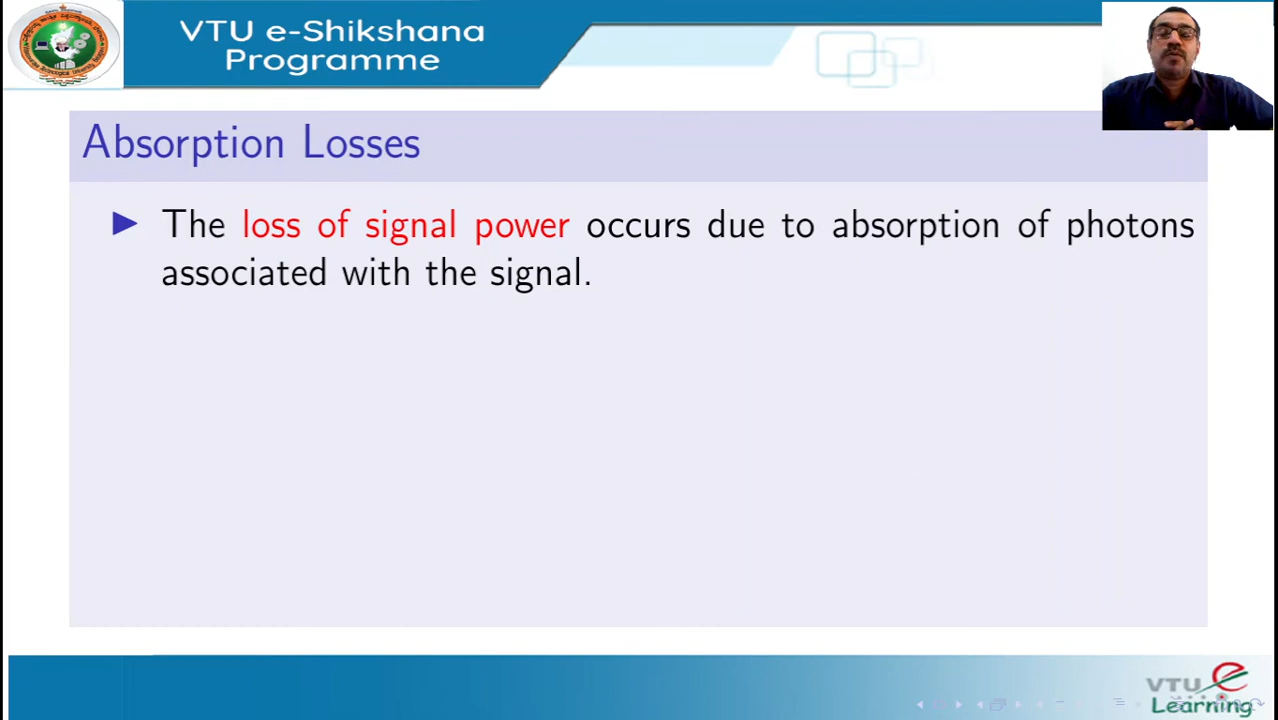 VTU e-Shikshana
Programme
Absorption Losses
The loss of signal power occurs due to absorption of photons
associated with the signal.
VTU e
Learning